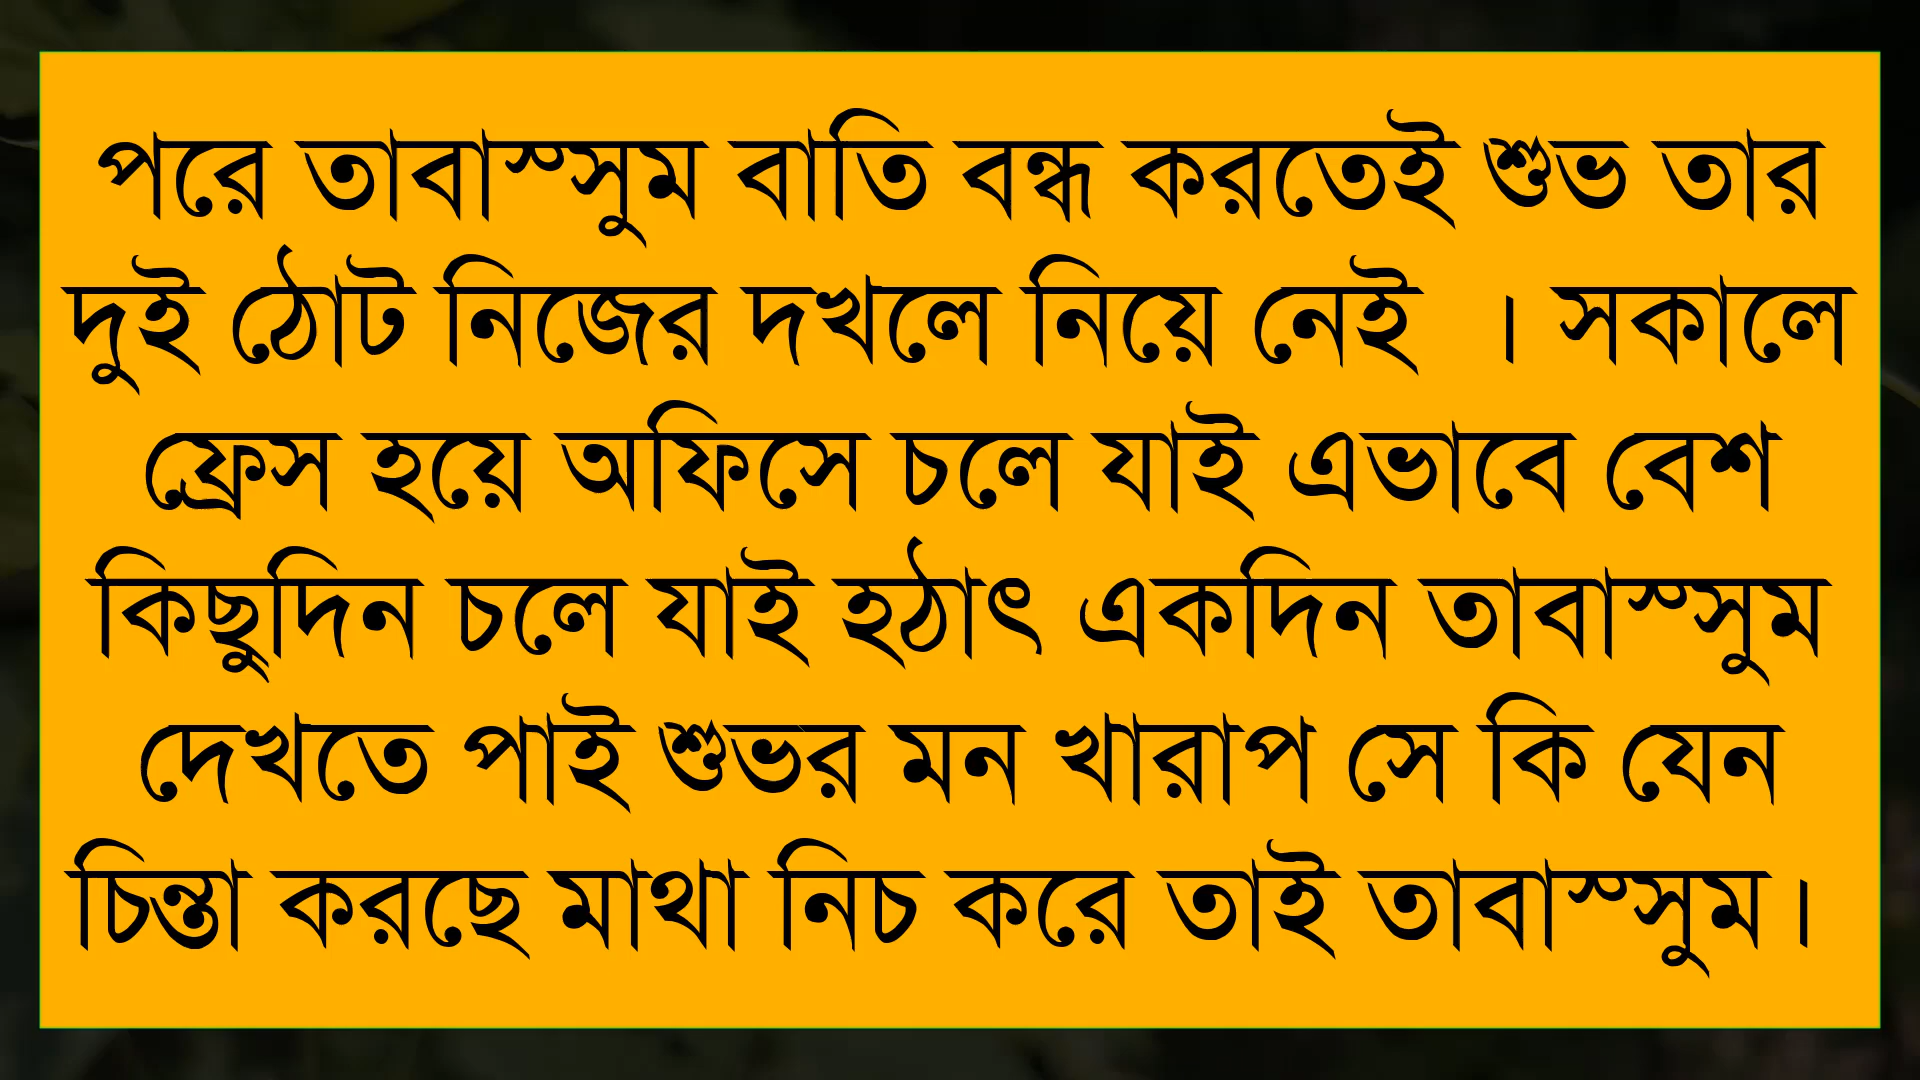 পরে তাবাস্সুম বাতি বন্ধ করতেই শুভ তার
দুই ঠোট নিজের দখলে নিয়ে নেই । সকালে
ফ্রেস হয়ে অফিসে চলে যাই এভাবে বেশ
কিছুদিন চলে যাই হঠাৎ একদিন তাবাস্সুম
দেখতে পাই শুভর মন খারাপ সে কি যেন
চিন্তা করছে মাথা নিচ করে তাই তাবাস্সুম।